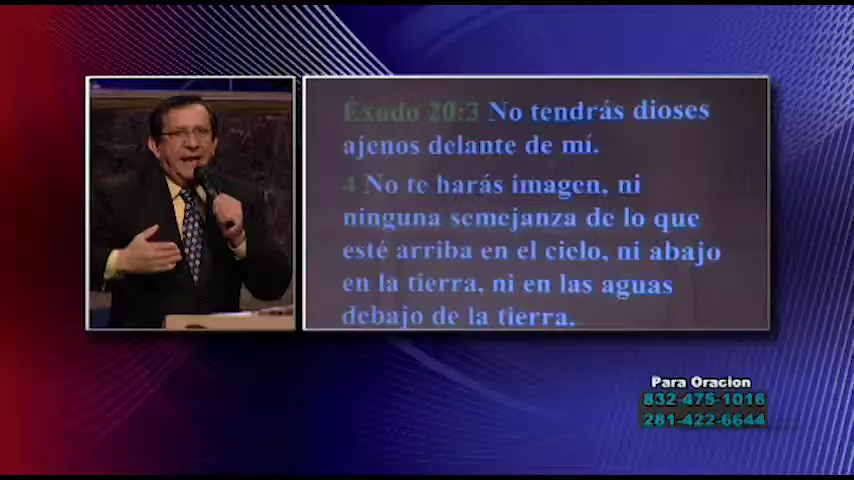 Éxodo 20:3 No tendrás dioses
ajenos delante de mí.
4 No te harás imagen, ni
ninguna semejanza de lo que
esté arriba en el cielo, ni abajo
en la tierra, ni en las aguas
debajo de la tierra.
Para Oracion
832-475-1016
281-422-6644